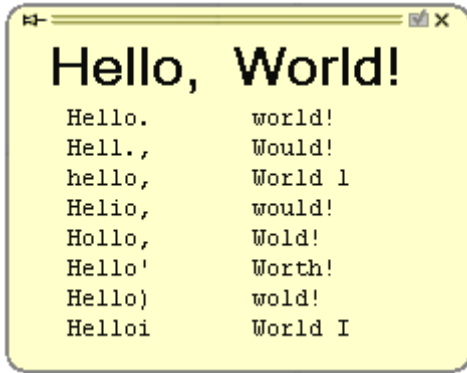 Hello, World!
Hello. world!
Hell., Would!
hello, World l
Helio, would!
Hollo, Wold!
Hello' Worth!
Hello) wold!
Helloi World I